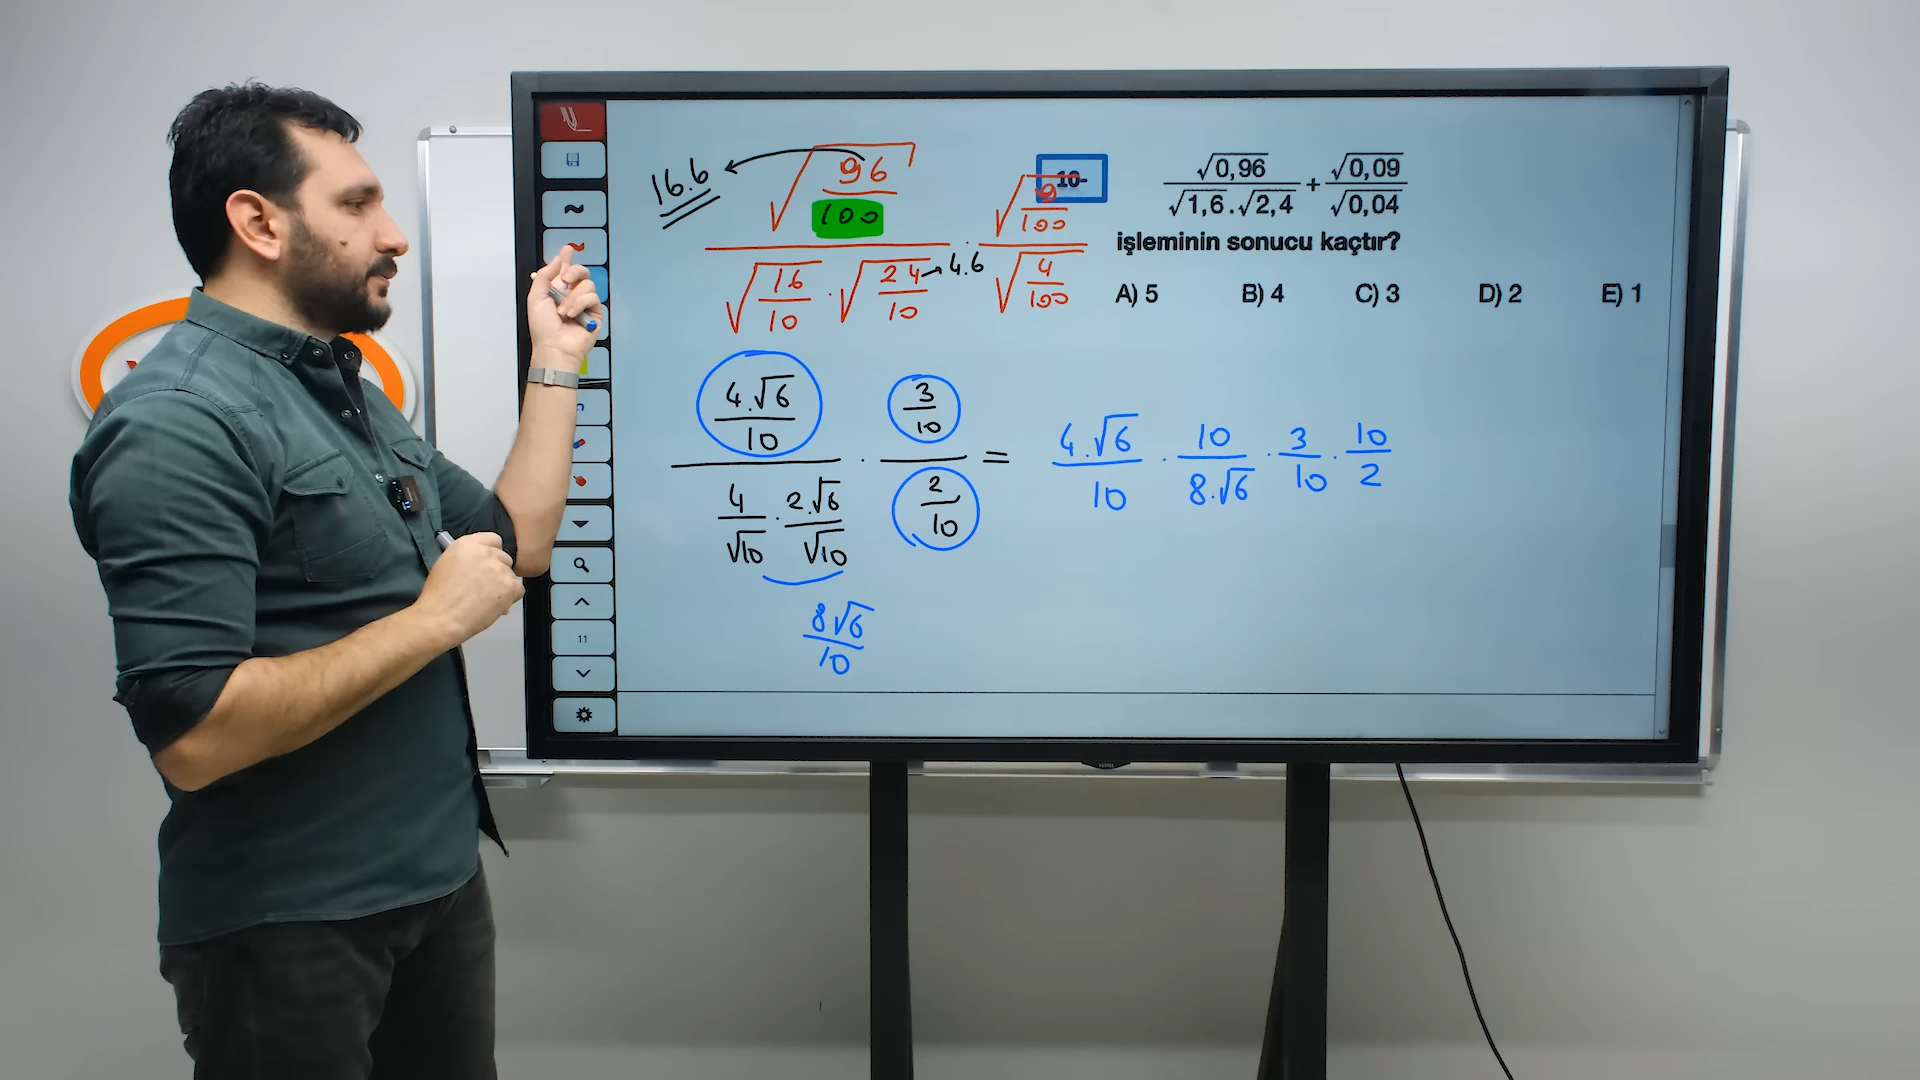 10-
√0,96 / √1,6.√2,4 + √0,09 / √0,04
işleminin sonucu kaçtır?
A) 5 B) 4 C) 3 D) 2 E) 1
16.6
√(96/100) / (√(16/10) . √(24/10)) . √(9/100) / √(4/100)
4.6
(4.√6 / 10) / (4/√10 . 2.√6/√10) . (3/10) / (2/10) = 4.√6/10 . 10/8.√6 . 3/10 . 10/2
8√6/10
11